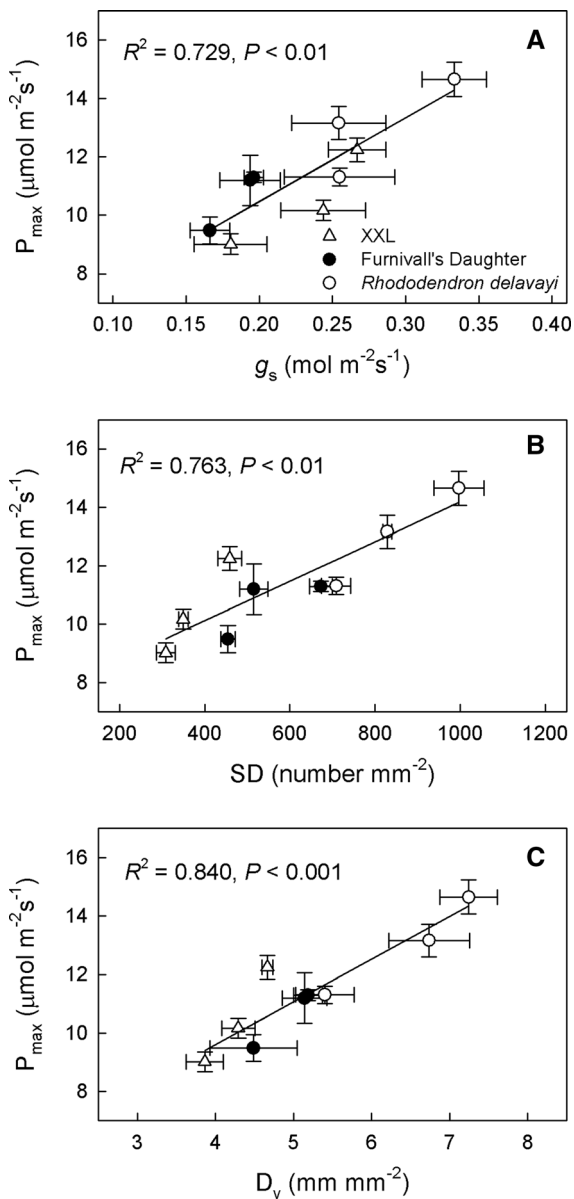 A
R² = 0.729, P < 0.01
16
14
12
10
8
Pmax (μmol m⁻²s⁻¹)
XXL
Furnivall's Daughter
Rhododendron delavayi
0.10 0.15 0.20 0.25 0.30 0.35 0.40
gs (mol m⁻²s⁻¹)
B
R² = 0.763, P < 0.01
16
14
12
10
8
Pmax (μmol m⁻²s⁻¹)
200 400 600 800 1000 1200
SD (number mm⁻²)
C
R² = 0.840, P < 0.001
16
14
12
10
8
Pmax (μmol m⁻²s⁻¹)
3 4 5 6 7 8
Dv (mm mm⁻²)